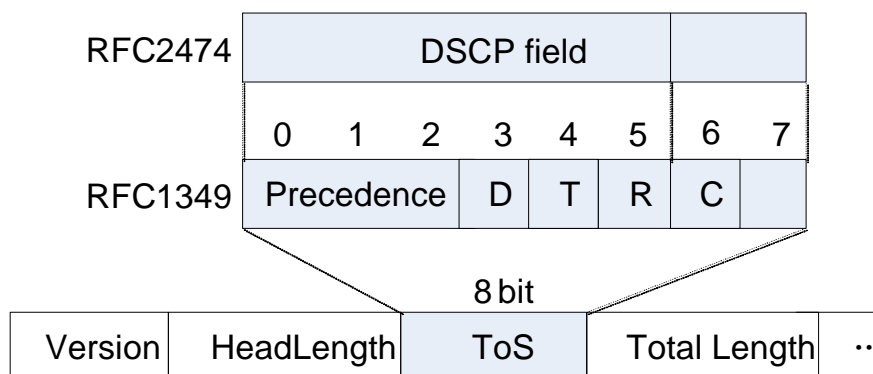 RFC2474 DSCP field
0 1 2 3 4 5 6 7
RFC1349 Precedence D T R C
8 bit
Version HeadLength ToS Total Length ..